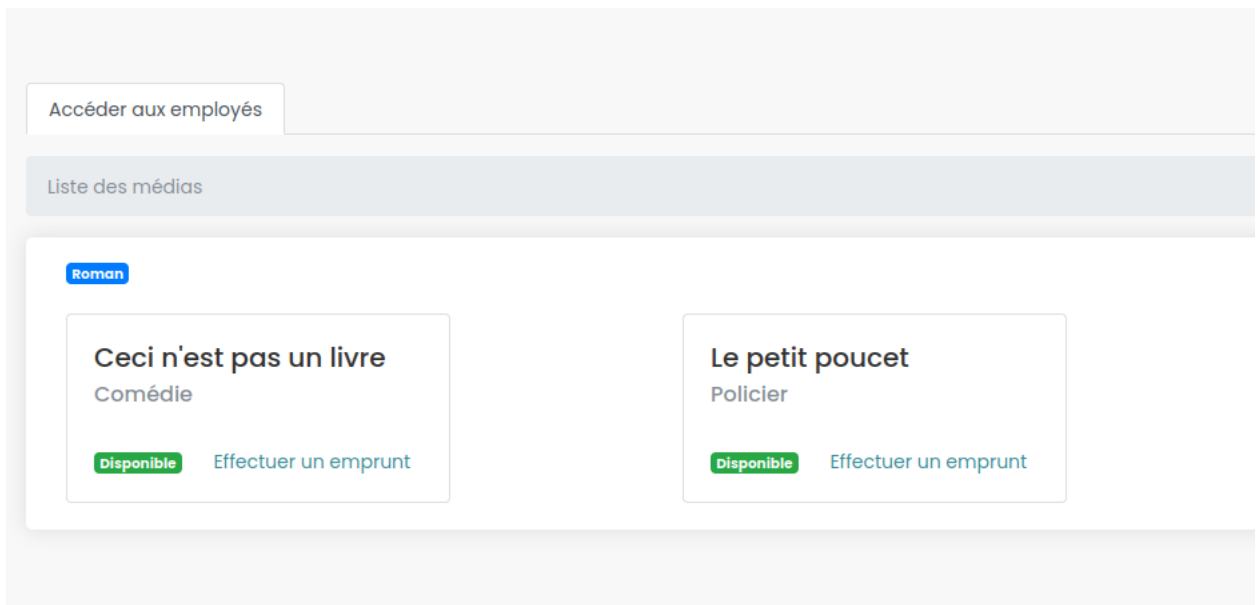 Accéder aux employés
Liste des médias
Roman
Ceci n'est pas un livre
Comédie
Disponible Effectuer un emprunt
Le petit poucet
Policier
Disponible Effectuer un emprunt